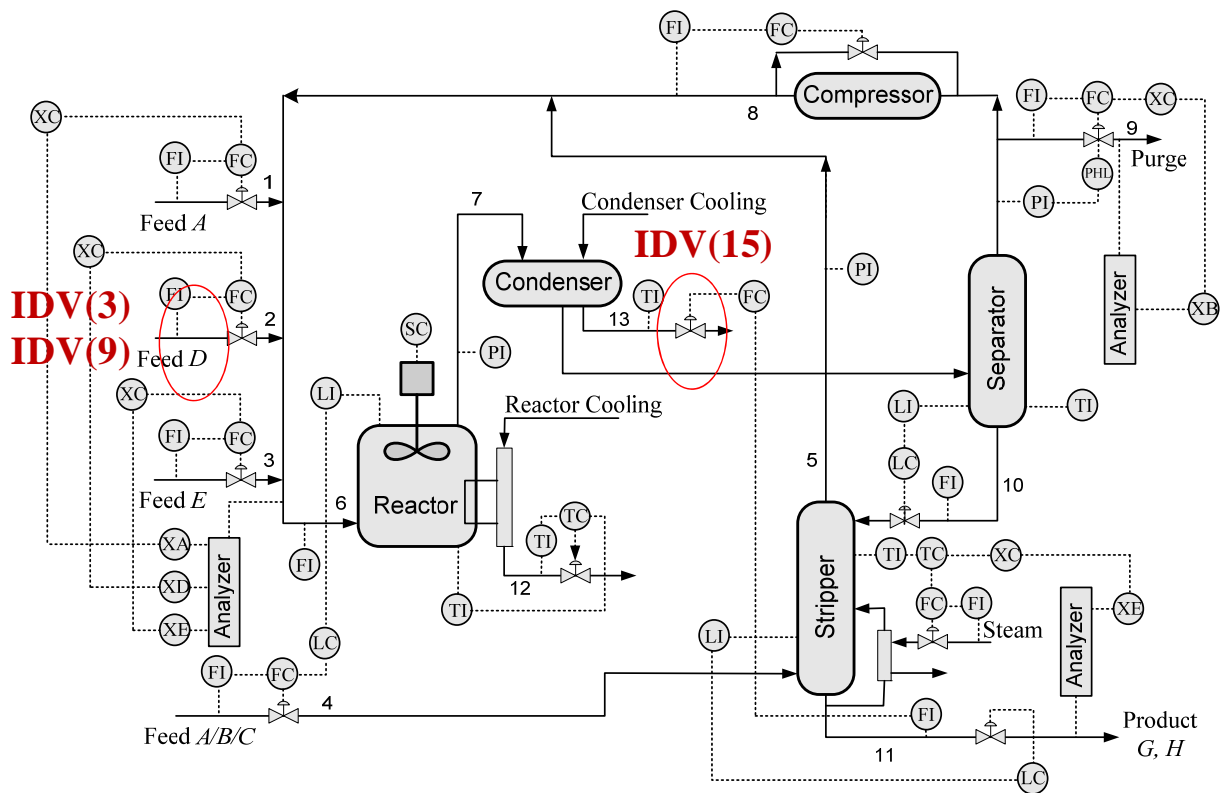 FI
FC
Compressor
8
FI
FC
XC
9
Purge
PHL
PI
XC
FI
FC
1
Feed A
7
Condenser Cooling
IDV(15)
Condenser
TI
FC
13
PI
Separator
Analyzer
XB
XC
IDV(3)
IDV(9)
FI
FC
2
Feed D
SC
PI
LI
TI
XC
LI
Reactor Cooling
LC
FI
10
FI
FC
3
Feed E
5
6
Reactor
FI
TC
TI
12
TI
Stripper
TI
TC
XC
FC
FI
Steam
XE
Analyzer
XA
XD
XE
Analyzer
LI
LC
FI
FC
4
Feed A/B/C
FI
11
LC
Product
G, H